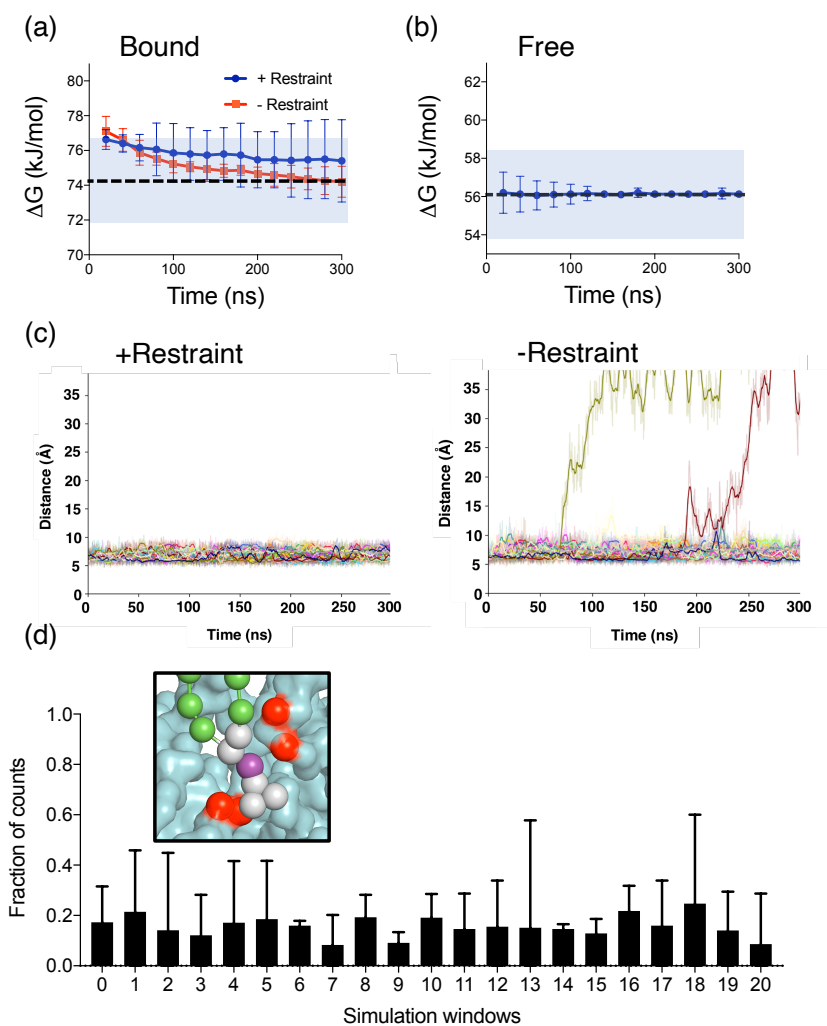 (a)
Bound
ΔG (kJ/mol)
80
78
76
74
72
70
+ Restraint
- Restraint
0
100
200
300
Time (ns)
(b)
Free
ΔG (kJ/mol)
62
60
58
56
54
0
100
200
300
Time (ns)
(c)
+Restraint
Distance (Å)
35
30
25
20
15
10
5
0
0
50
100
150
200
250
300
Time (ns)
-Restraint
Distance (Å)
35
30
25
20
15
10
5
0
0
50
100
150
200
250
300
Time (ns)
(d)
Fraction of counts
1.0
0.8
0.6
0.4
0.2
0.0
0 1 2 3 4 5 6 7 8 9 10 11 12 13 14 15 16 17 18 19 20
Simulation windows